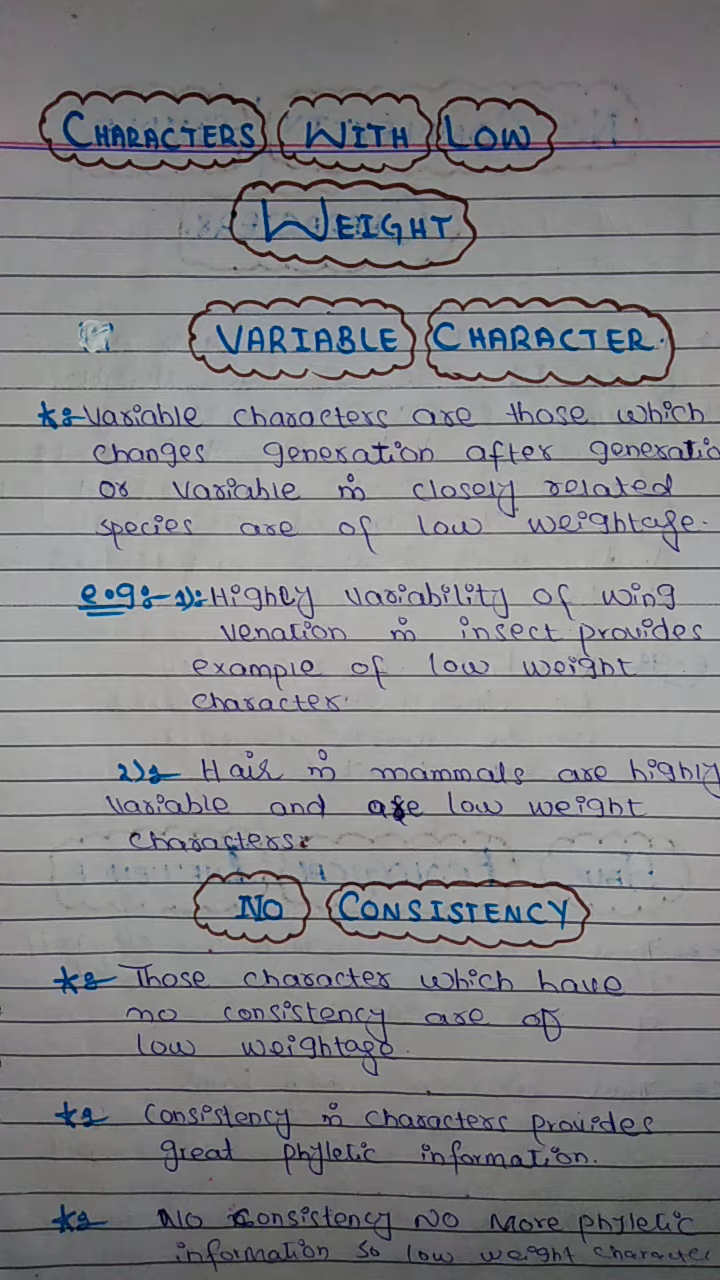 CHARACTERS WITH LOW
WEIGHT
VARIABLE CHARACTER.
*:- Variable characters are those which
changes generation after generatio
or variable in closely related
species are of low weightage.
e.g:- 1):- Highly variability of wing
venation in insect provides
example of low weight
character.
2):- Hair in mammals are highly
variable and are low weight
characters.
NO CONSISTENCY
*:- Those character which have
no consistency are of
low weightage.
*:- Consistency in characters provides
great phyletic information.
*:- No consistency No More phyletic
information so low weight character